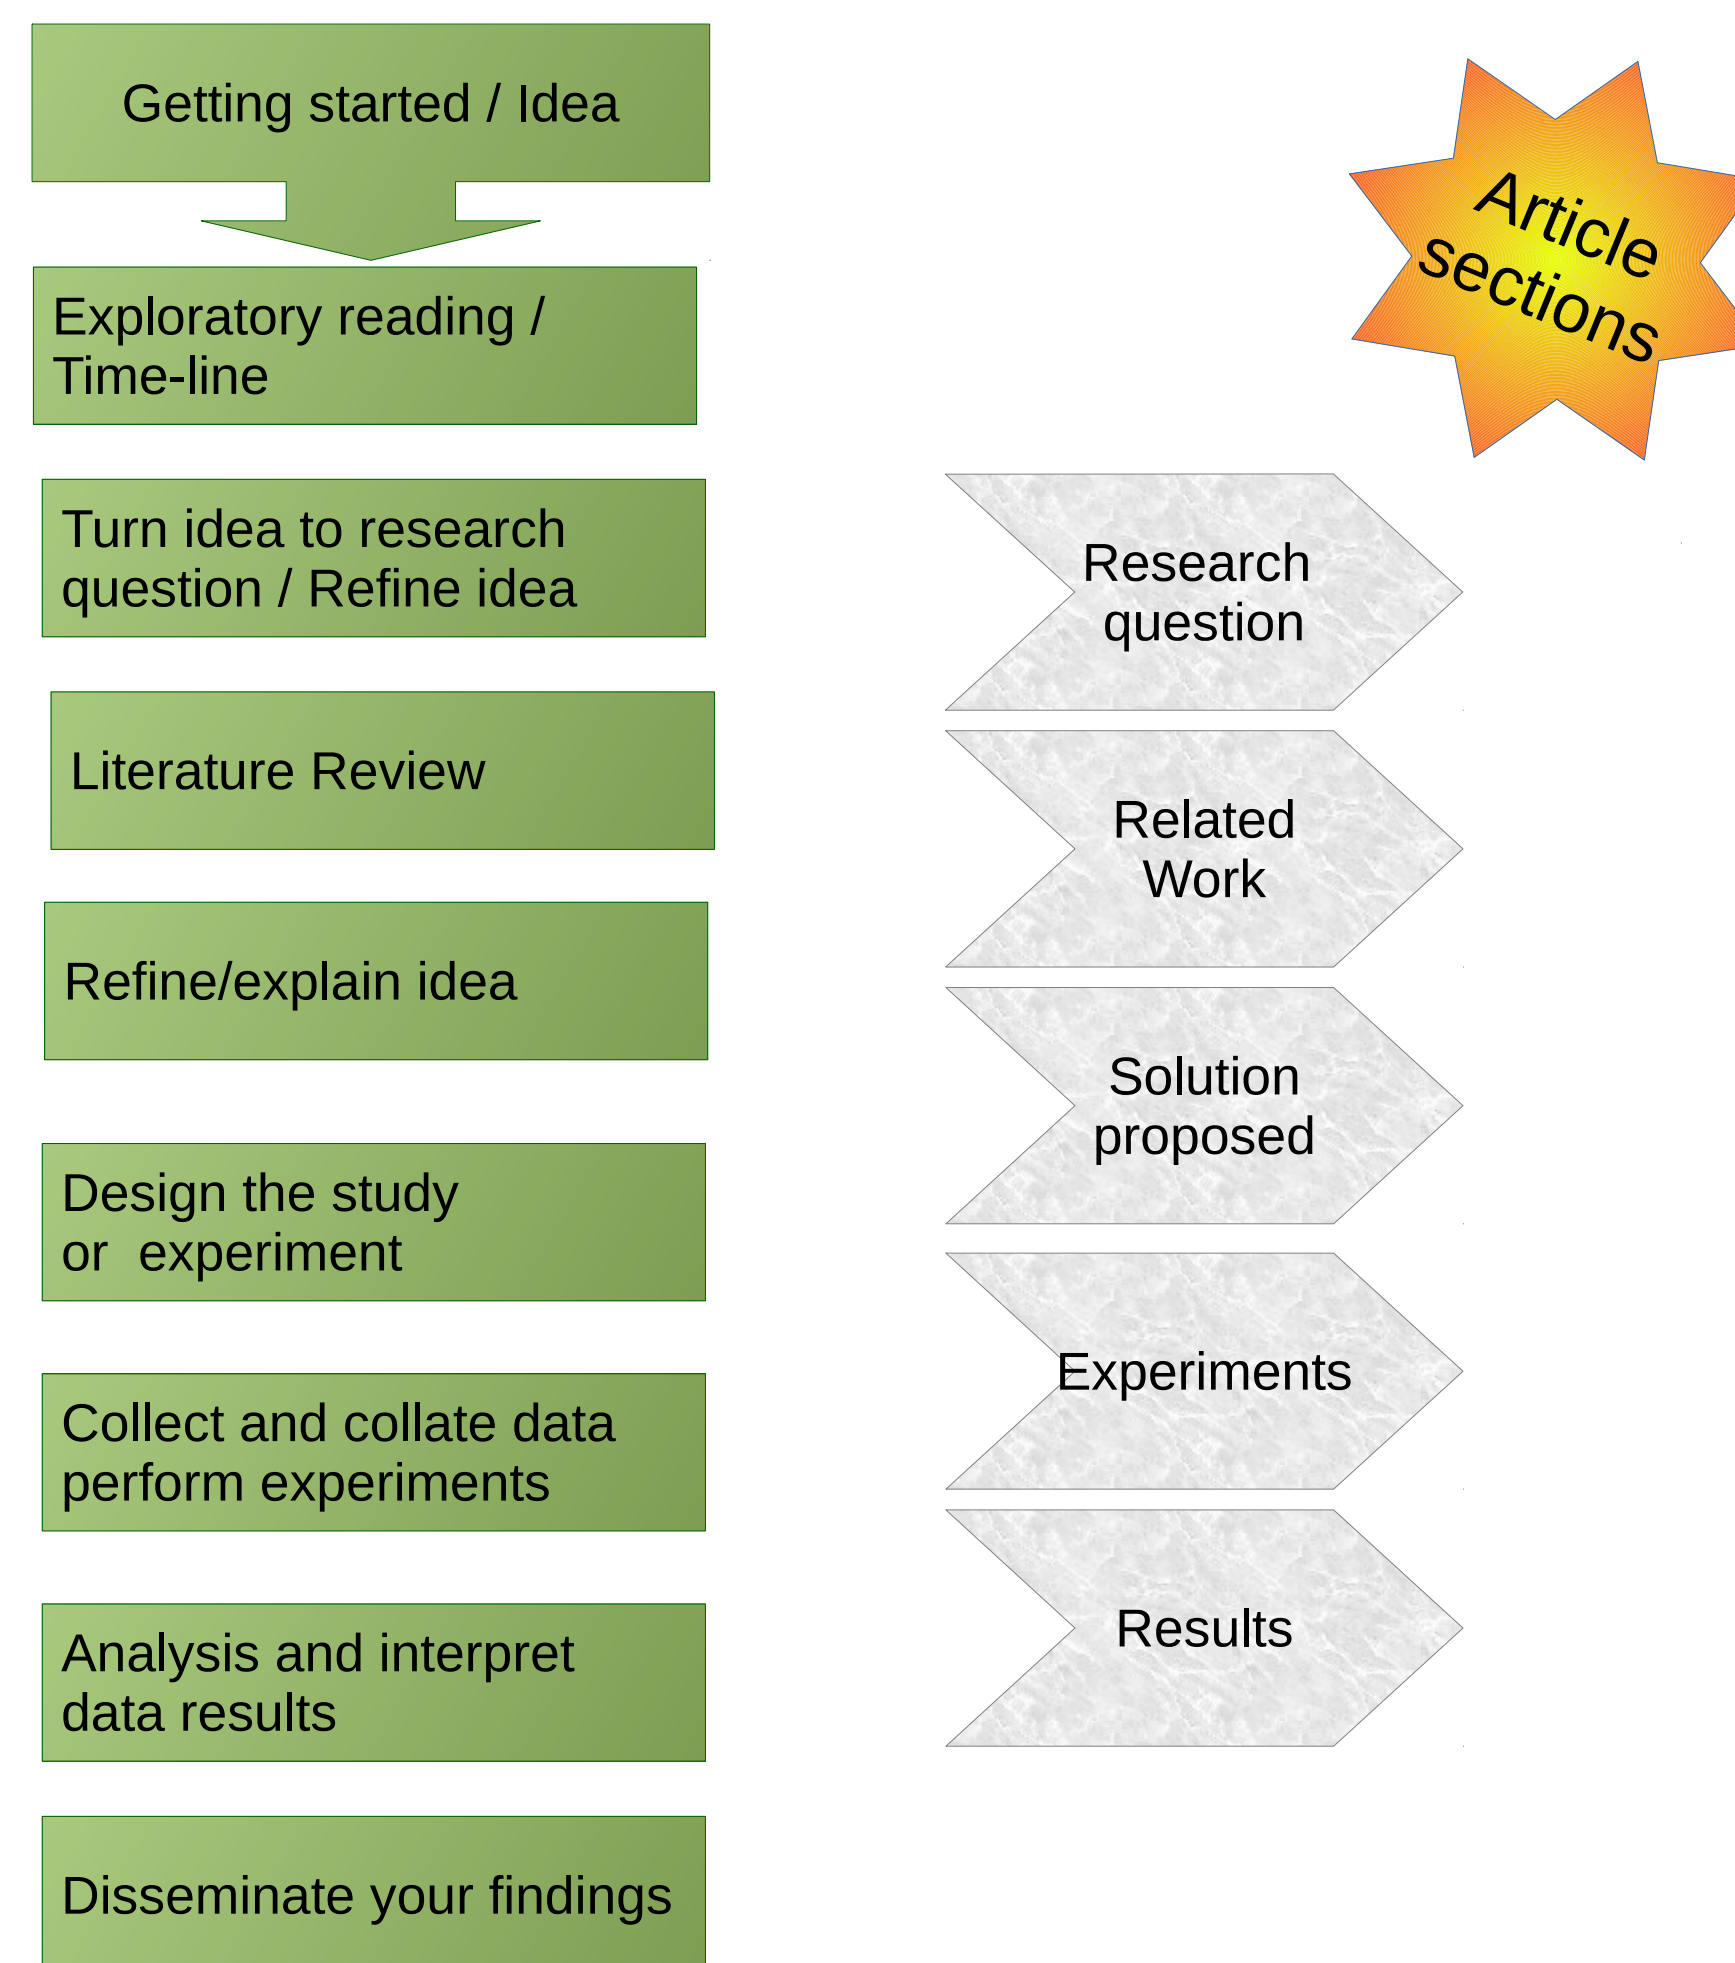 Getting started / Idea
Exploratory reading /
Time-line
Turn idea to research
question / Refine idea
Literature Review
Refine/explain idea
Design the study
or  experiment
Collect and collate data
perform experiments
Analysis and interpret
data results
Disseminate your findings
Article
sections
Research
question
Related
Work
Solution
proposed
Experiments
Results